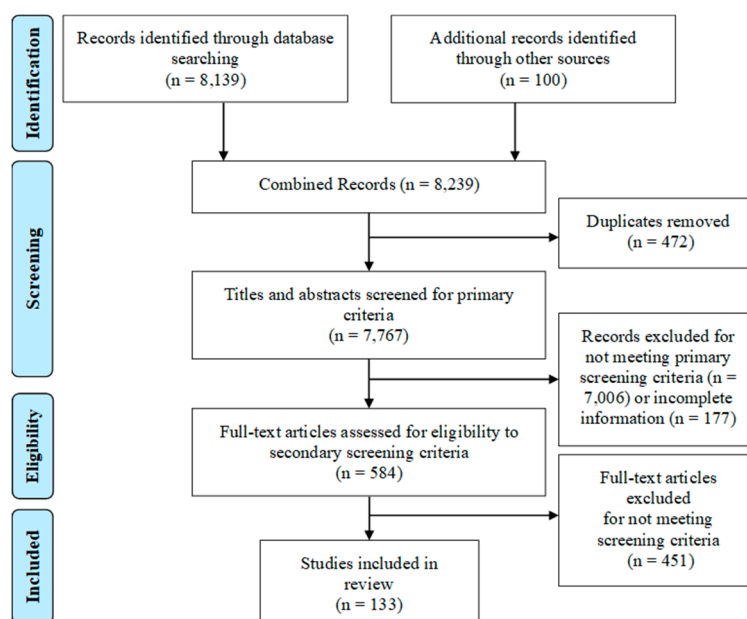 Identification
Records identified through database
searching
(n = 8,139)
Additional records identified
through other sources
(n = 100)
Screening
Combined Records (n = 8,239)
Duplicates removed
(n = 472)
Titles and abstracts screened for primary
criteria
(n = 7,767)
Records excluded for
not meeting primary
screening criteria (n =
7,006) or incomplete
information (n = 177)
Eligibility
Full-text articles assessed for eligibility to
secondary screening criteria
(n = 584)
Full-text articles
excluded
for not meeting
screening criteria
(n = 451)
Included
Studies included in
review
(n = 133)